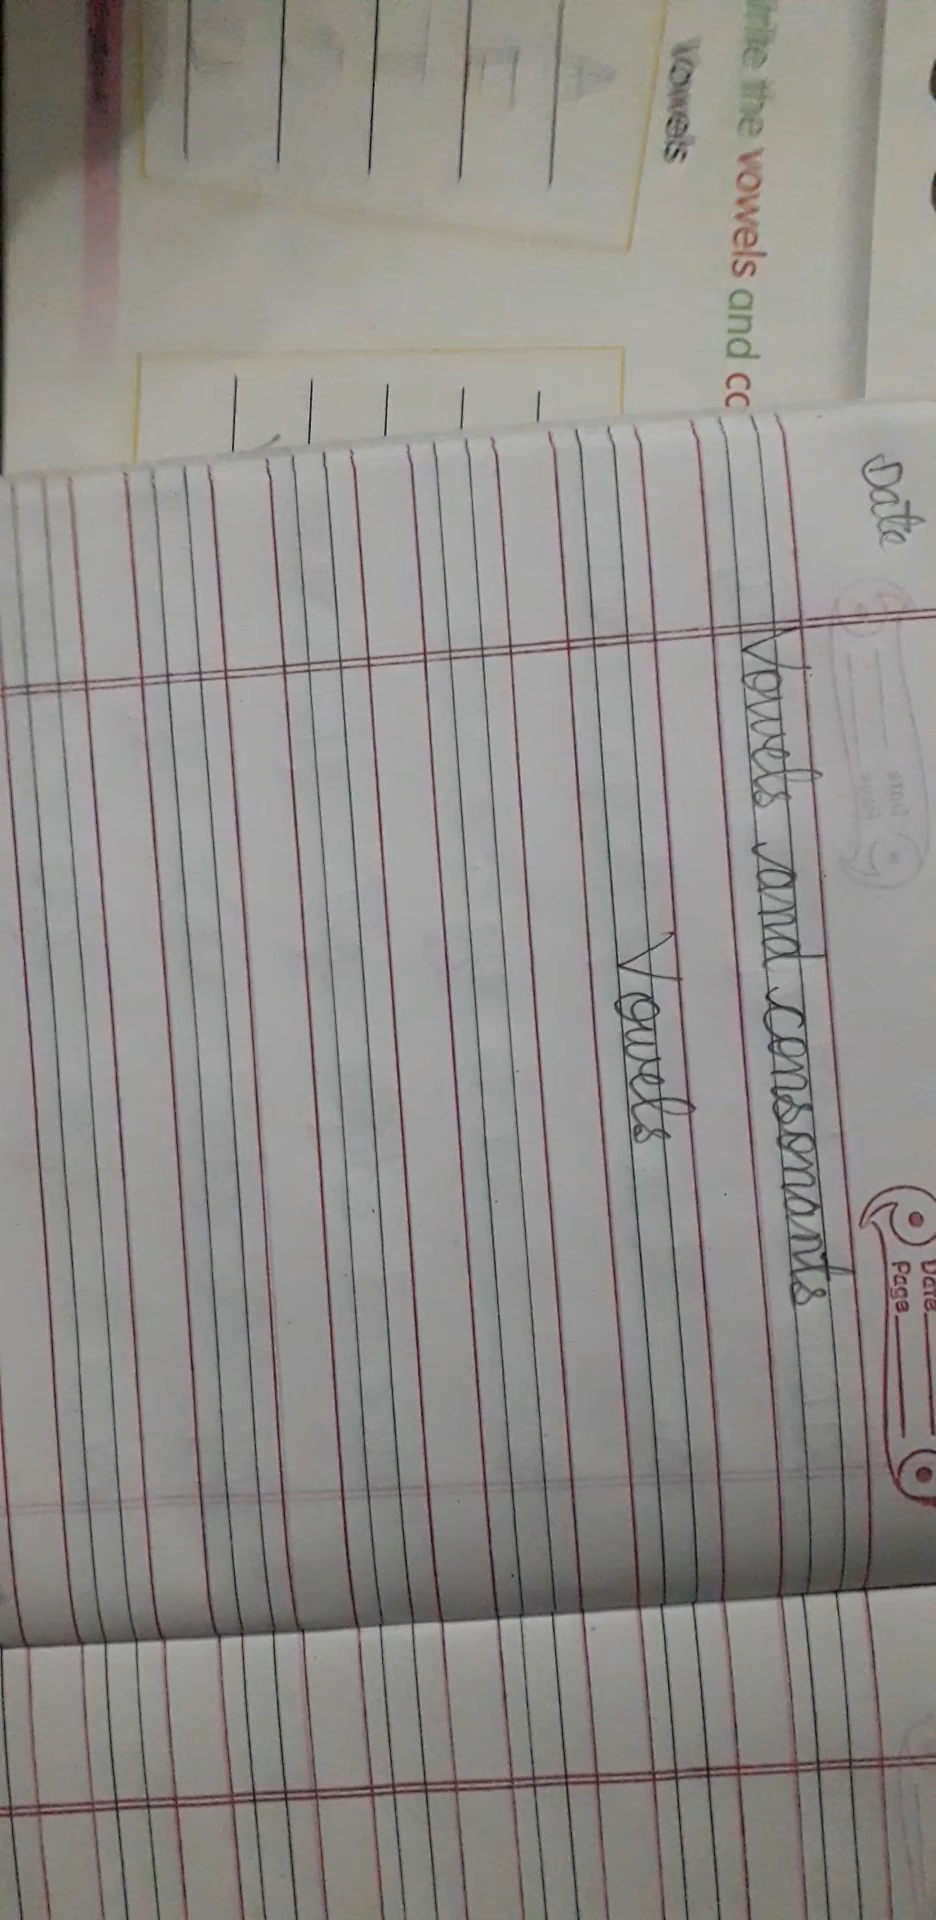 write the vowels and co
vowels
A
E
I
Date
Date
Page
Vowels and consonants
Vowels